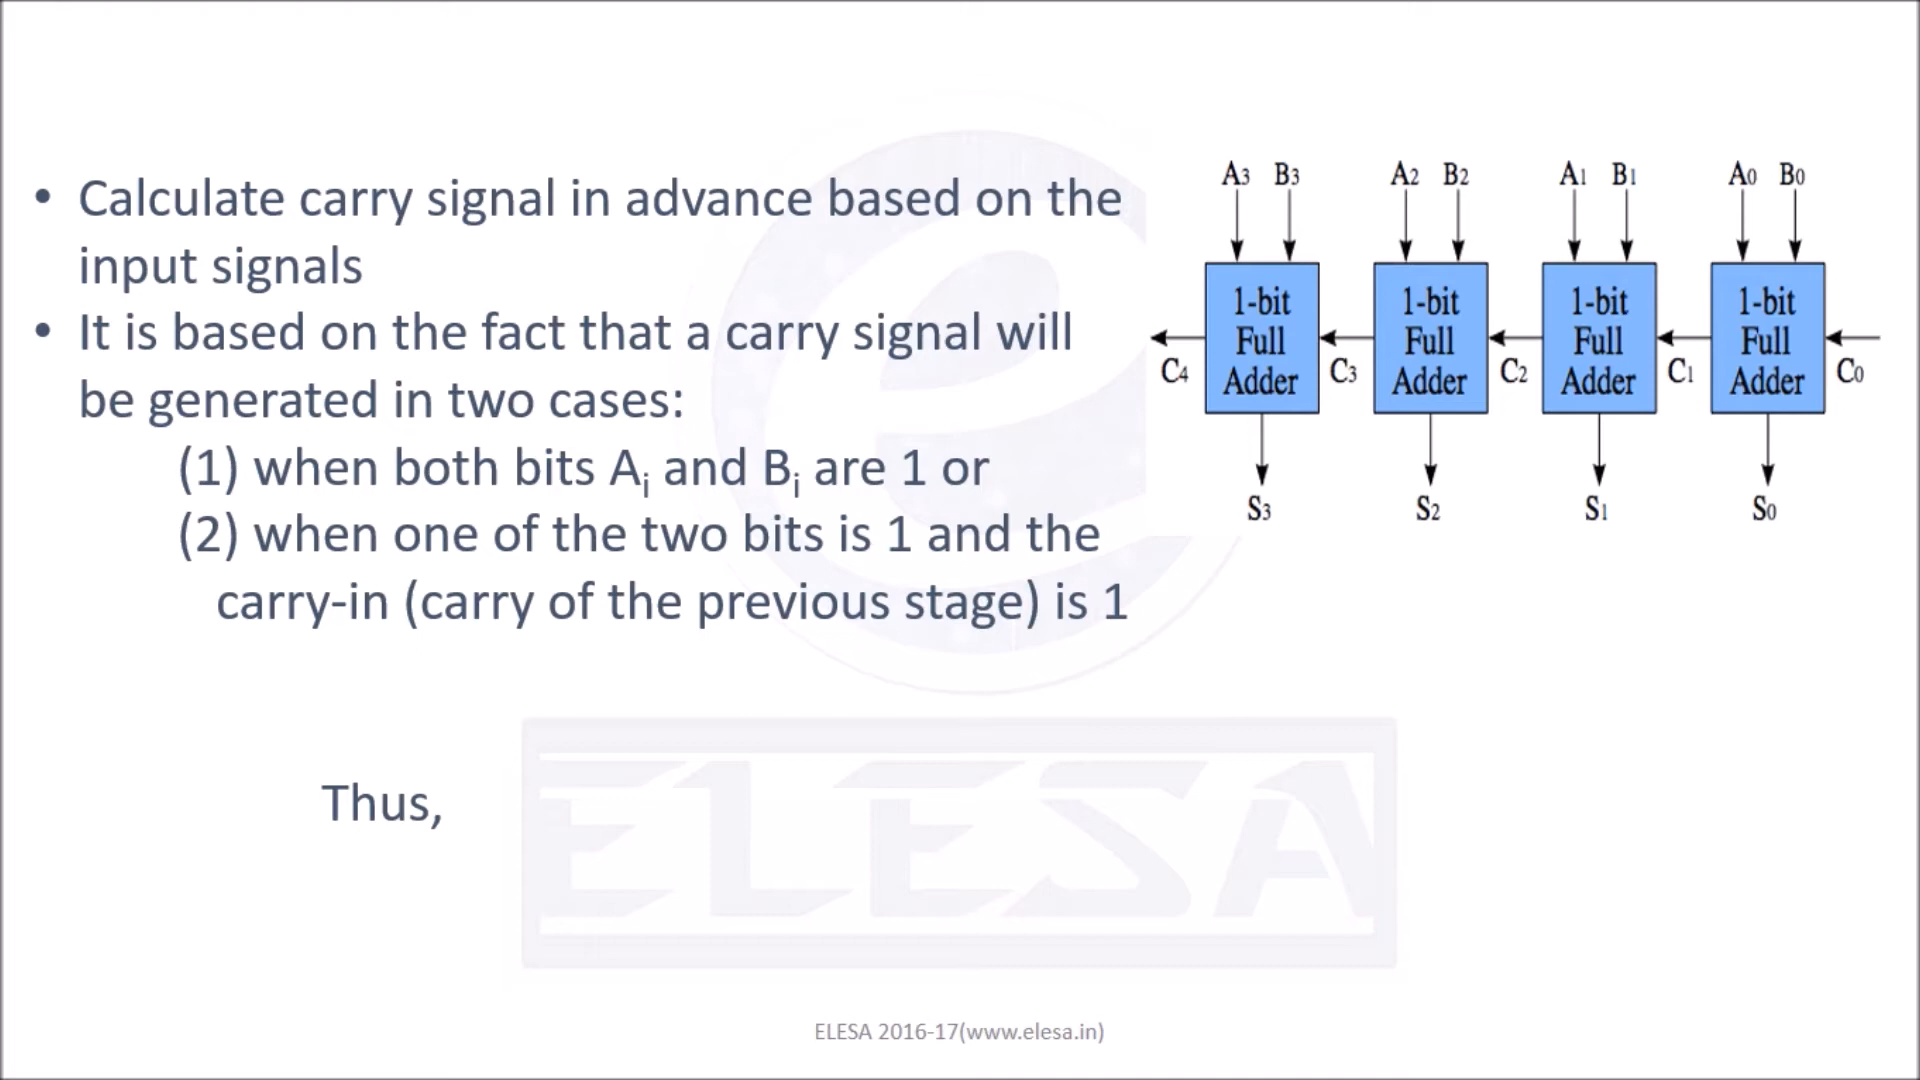 • Calculate carry signal in advance based on the
input signals
• It is based on the fact that a carry signal will
be generated in two cases:
(1) when both bits Ai and Bi are 1 or
(2) when one of the two bits is 1 and the
carry-in (carry of the previous stage) is 1
Thus,
A3 B3 A2 B2 A1 B1 A0 B0
1-bit 1-bit 1-bit 1-bit
Full Full Full Full
Adder Adder Adder Adder
C4 C3 C2 C1 C0
S3 S2 S1 S0
ELESA
ELESA 2016-17(www.elesa.in)